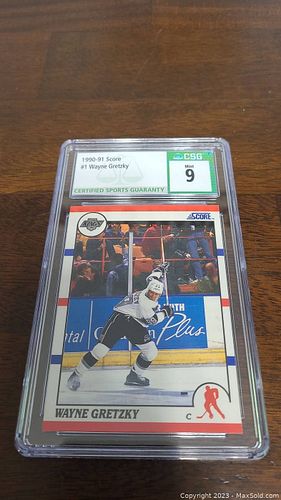 1990-91 Score
#1 Wayne Gretzky
CSG
Mint
9
CERTIFIED SPORTS GUARANTY
KINGS
SCORE
Plus
WAYNE GRETZKY
C
Copyright 2023 - MaxSold.com